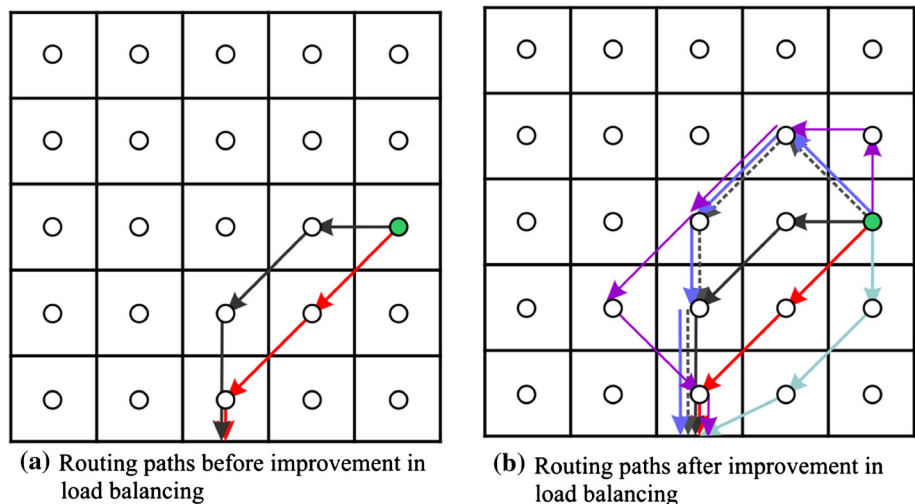 (a) Routing paths before improvement in
load balancing
(b) Routing paths after improvement in
load balancing